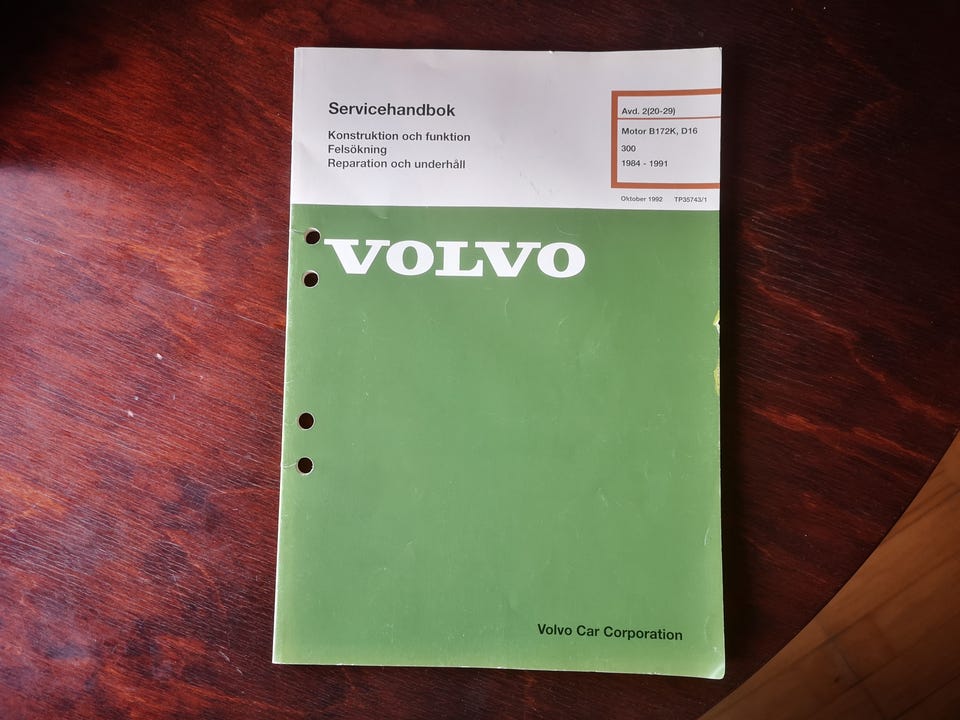 Servicehandbok
Konstruktion och funktion
Felsökning
Reparation och underhåll
Avd. 2(20-29)
Motor B172K, D16
300
1984 - 1991
Oktober 1992 TP35743/1
VOLVO
Volvo Car Corporation